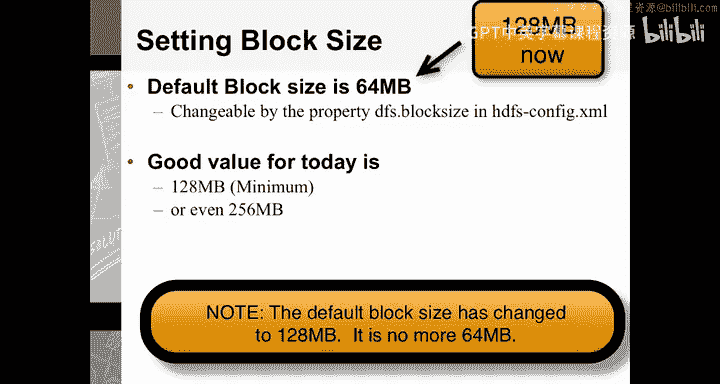 Setting Block Size
128MB
now
• Default Block size is 64MB
– Changeable by the property dfs.blocksize in hdfs-config.xml
• Good value for today is
– 128MB (Minimum)
– or even 256MB
NOTE: The default block size has changed
to 128MB. It is no more 64MB.
bilibili